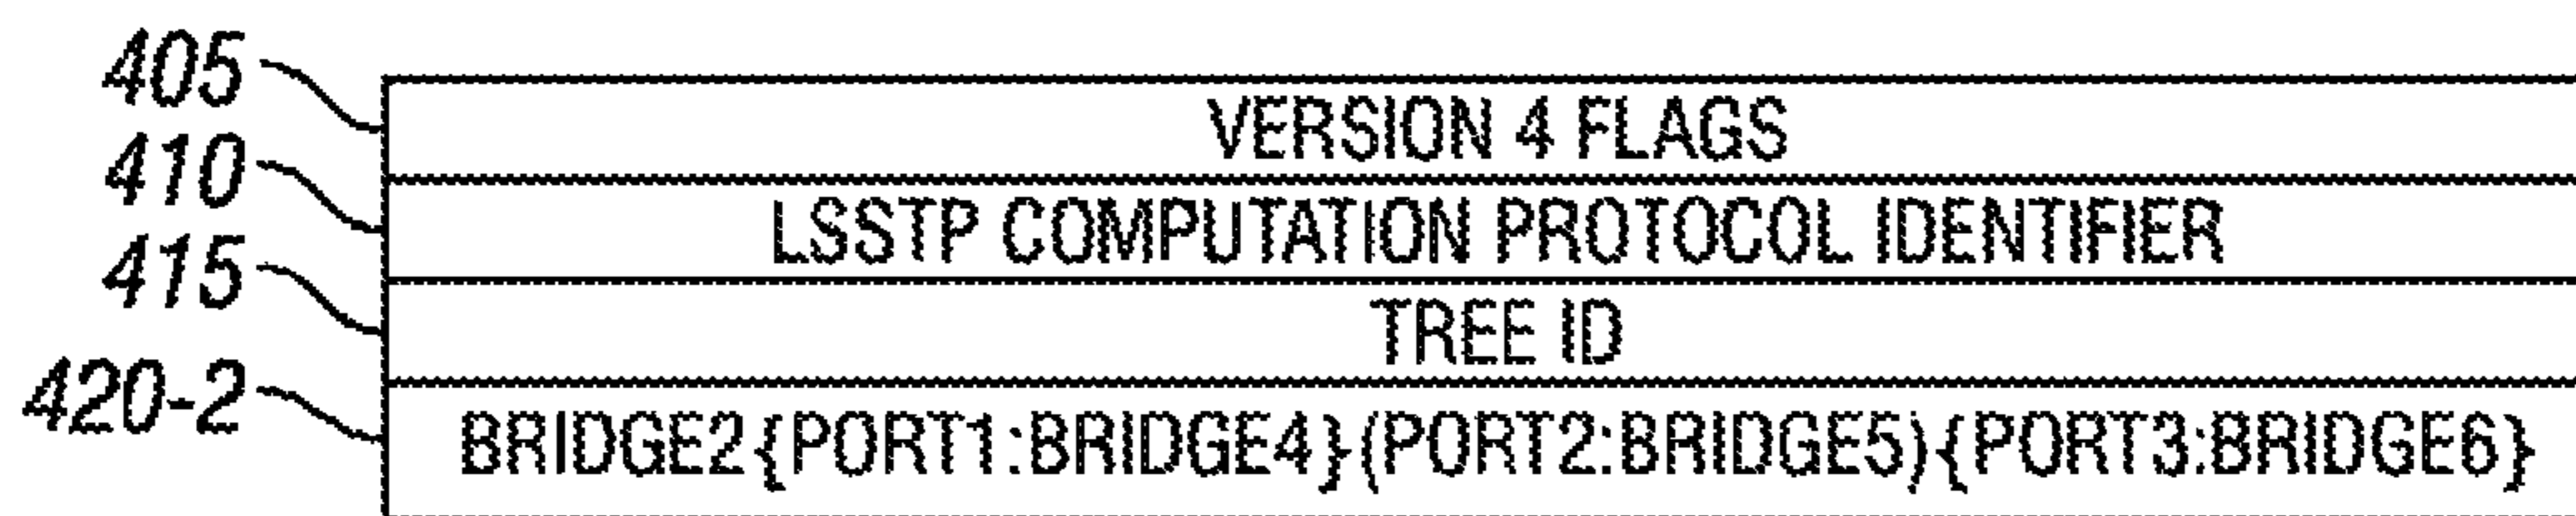 405 VERSION 4 FLAGS
410 LSSTP COMPUTATION PROTOCOL IDENTIFIER
415 TREE ID
420-2 BRIDGE2{PORT1:BRIDGE4}(PORT2:BRIDGE5){PORT3:BRIDGE6}